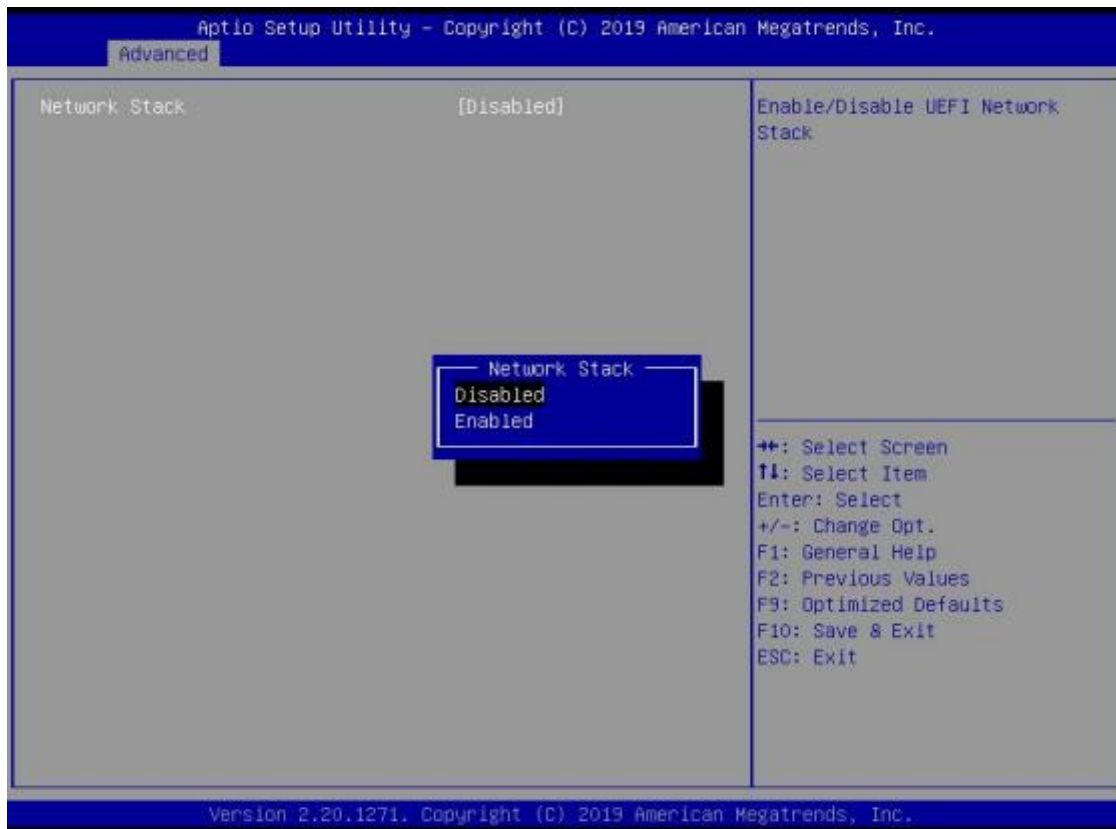 Aptio Setup Utility – Copyright (C) 2019 American Megatrends, Inc.
Advanced
Network Stack [Disabled]
Enable/Disable UEFI Network
Stack
Network Stack
Disabled
Enabled
→←: Select Screen
↑↓: Select Item
Enter: Select
+/-: Change Opt.
F1: General Help
F2: Previous Values
F9: Optimized Defaults
F10: Save & Exit
ESC: Exit
Version 2.20.1271. Copyright (C) 2019 American Megatrends, Inc.